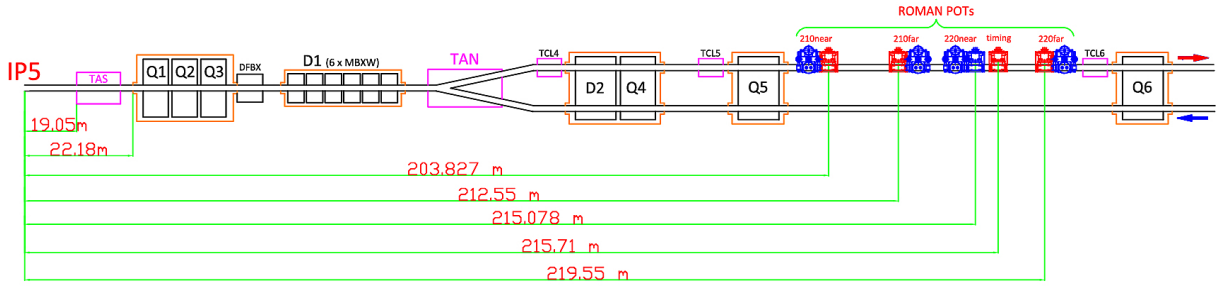 ROMAN POTs
210near 210far 220near timing 220far
IP5 TAS Q1 Q2 Q3 DFBX D1 (6 x MBXW) TAN TCL4 D2 Q4 TCL5 Q5 TCL6 Q6
19.05m
22.18m
203.827 m
212.55 m
215.078 m
215.71 m
219.55 m